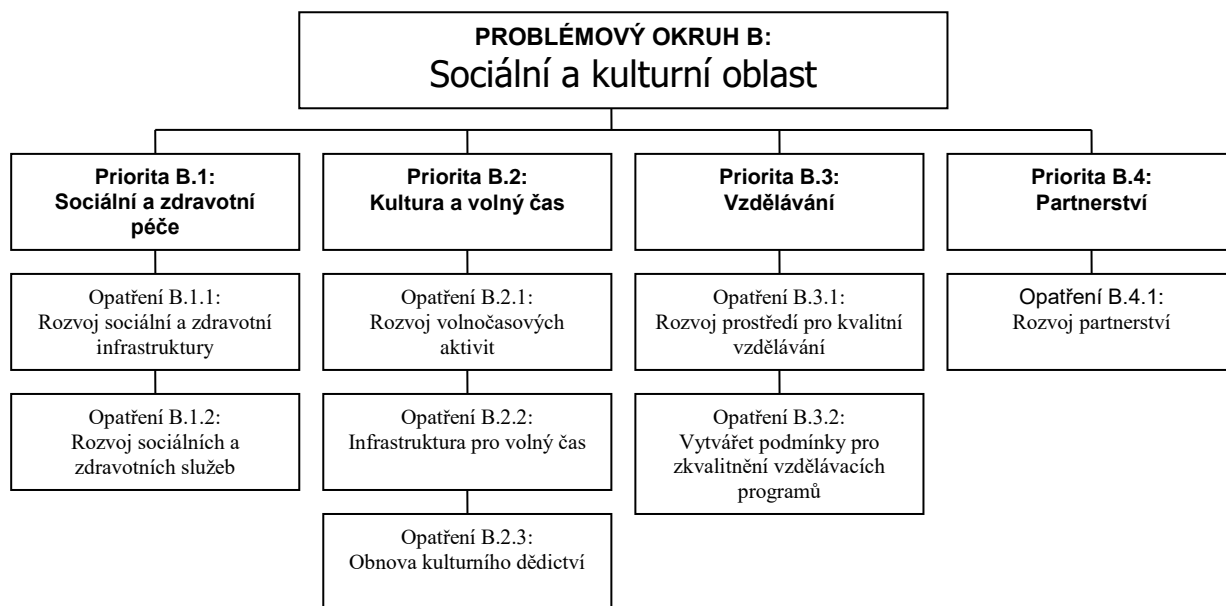 PROBLÉMOVÝ OKRUH B:
Sociální a kulturní oblast
Priorita B.1:
Sociální a zdravotní
péče
Priorita B.2:
Kultura a volný čas
Priorita B.3:
Vzdělávání
Priorita B.4:
Partnerství
Opatření B.1.1:
Rozvoj sociální a zdravotní
infrastruktury
Opatření B.2.1:
Rozvoj volnočasových
aktivit
Opatření B.3.1:
Rozvoj prostředí pro kvalitní
vzdělávání
Opatření B.4.1:
Rozvoj partnerství
Opatření B.1.2:
Rozvoj sociálních a
zdravotních služeb
Opatření B.2.2:
Infrastruktura pro volný čas
Opatření B.3.2:
Vytvářet podmínky pro
zkvalitnění vzdělávacích
programů
Opatření B.2.3:
Obnova kulturního dědictví